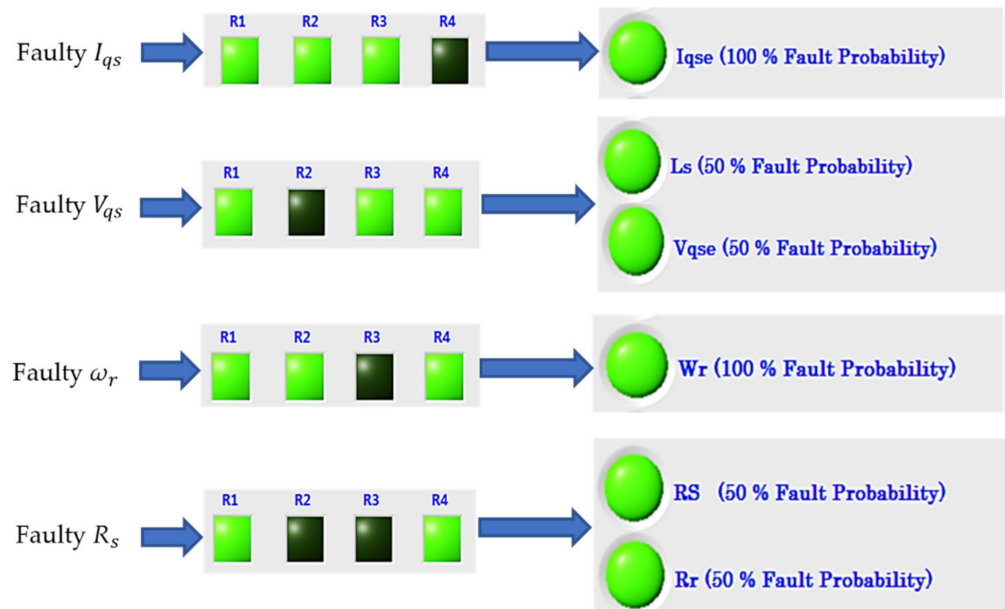 R1 R2 R3 R4
Faulty I_qs
Iqse (100 % Fault Probability)
R1 R2 R3 R4
Faulty V_qs
Ls (50 % Fault Probability)
Vqse (50 % Fault Probability)
R1 R2 R3 R4
Faulty ω_r
Wr (100 % Fault Probability)
R1 R2 R3 R4
Faulty R_s
RS (50 % Fault Probability)
Rr (50 % Fault Probability)